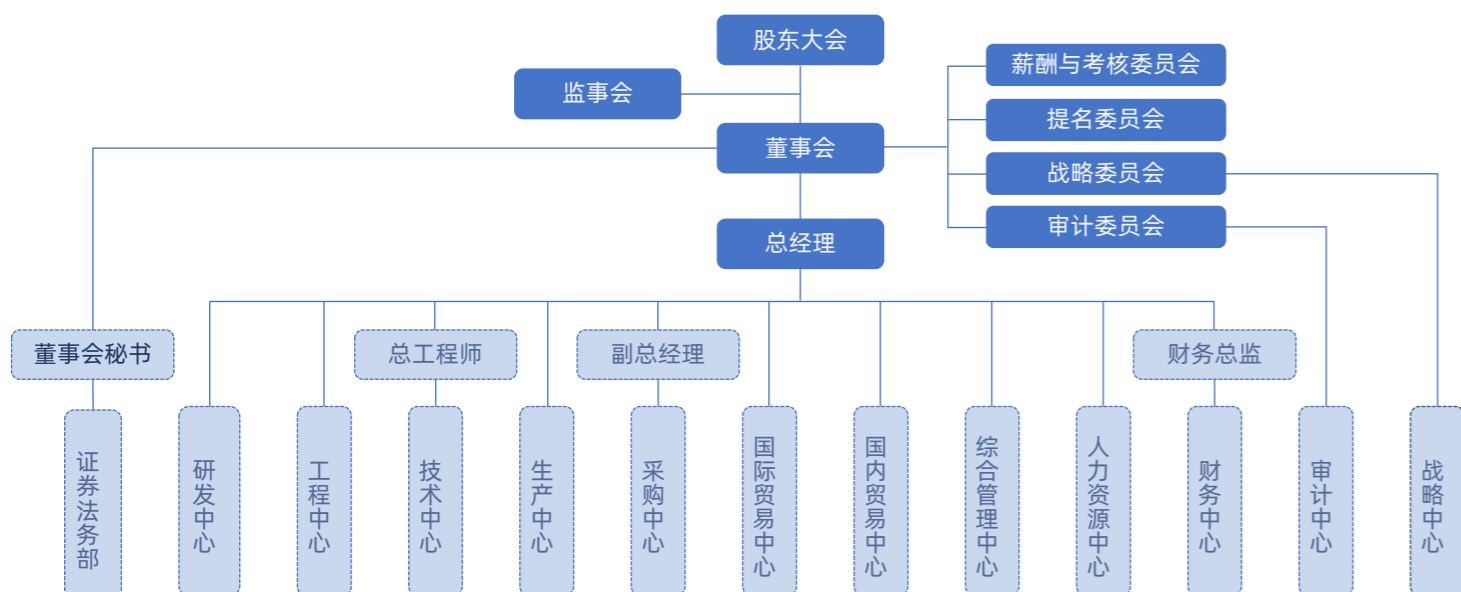 股东大会
薪酬与考核委员会
监事会
提名委员会
董事会
战略委员会
审计委员会
总经理
董事会秘书
总工程师
副总经理
财务总监
证券法务部
研发中心
工程中心
技术中心
生产中心
采购中心
国际贸易中心
国内贸易中心
综合管理中心
人力资源中心
财务中心
审计中心
战略中心